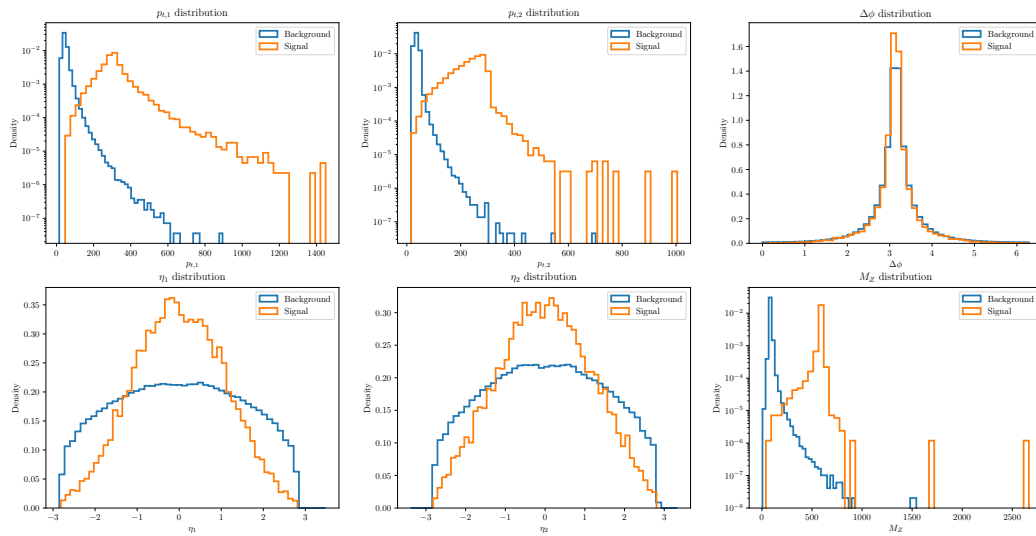 p_{t,1} distribution
Density
10^{-2}
10^{-3}
10^{-4}
10^{-5}
10^{-6}
10^{-7}
Background
Signal
0 200 400 600 800 1000 1200 1400
p_{t,1}
p_{t,2} distribution
Density
10^{-2}
10^{-3}
10^{-4}
10^{-5}
10^{-6}
10^{-7}
Background
Signal
0 200 400 600 800 1000
p_{t,2}
Δϕ distribution
Density
1.6
1.4
1.2
1.0
0.8
0.6
0.4
0.2
0.0
Background
Signal
0 1 2 3 4 5 6
Δϕ
η_1 distribution
Density
0.35
0.30
0.25
0.20
0.15
0.10
0.05
0.00
Background
Signal
−3 −2 −1 0 1 2 3
η_1
η_2 distribution
Density
0.30
0.25
0.20
0.15
0.10
0.05
0.00
Background
Signal
−3 −2 −1 0 1 2 3
η_2
M_Z distribution
Density
10^{-2}
10^{-3}
10^{-4}
10^{-5}
10^{-6}
10^{-7}
10^{-8}
Background
Signal
0 500 1000 1500 2000 2500
M_Z